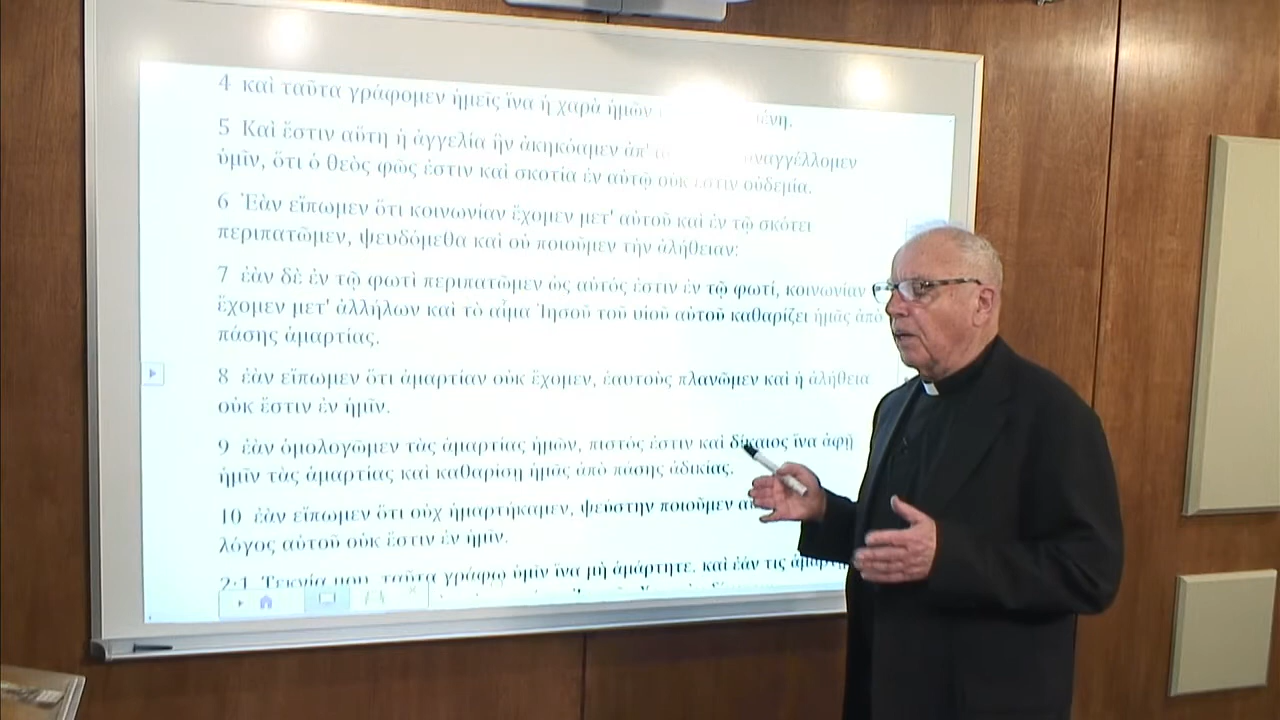 4 καὶ ταῦτα γράφομεν ἡμεῖς ἵνα ἡ χαρὰ ἡμῶν
5 Καὶ ἔστιν αὕτη ἡ ἀγγελία ἣν ἀκηκόαμεν ἀπ'
ὑμῖν, ὅτι ὁ θεὸς φῶς ἐστιν καὶ σκοτία ἐν αὐτῷ οὐκ ἔστιν οὐδεμία.
6 Ἐὰν εἴπωμεν ὅτι κοινωνίαν ἔχομεν μετ' αὐτοῦ καὶ ἐν τῷ σκότει
περιπατῶμεν, ψευδόμεθα καὶ οὐ ποιοῦμεν τὴν ἀλήθειαν·
7 ἐὰν δὲ ἐν τῷ φωτὶ περιπατῶμεν ὡς αὐτός ἐστιν ἐν τῷ φωτί, κοινωνίαν
ἔχομεν μετ' ἀλλήλων καὶ τὸ αἷμα Ἰησοῦ τοῦ υἱοῦ αὐτοῦ καθαρίζει ἡμᾶς ἀπὸ
πάσης ἁμαρτίας.
8 ἐὰν εἴπωμεν ὅτι ἁμαρτίαν οὐκ ἔχομεν, ἑαυτοὺς πλανῶμεν καὶ ἡ ἀλήθεια
οὐκ ἔστιν ἐν ἡμῖν.
9 ἐὰν ὁμολογῶμεν τὰς ἁμαρτίας ἡμῶν, πιστός ἐστιν καὶ δίκαιος ἵνα ἀφῇ
ἡμῖν τὰς ἁμαρτίας καὶ καθαρίσῃ ἡμᾶς ἀπὸ πάσης ἀδικίας.
10 ἐὰν εἴπωμεν ὅτι οὐχ ἡμαρτήκαμεν, ψεύστην ποιοῦμεν
λόγος αὐτοῦ οὐκ ἔστιν ἐν ἡμῖν.
2:1 Τεκνία μου, ταῦτα γράφω ὑμῖν ἵνα μὴ ἁμάρτητε. καὶ ἐάν τις